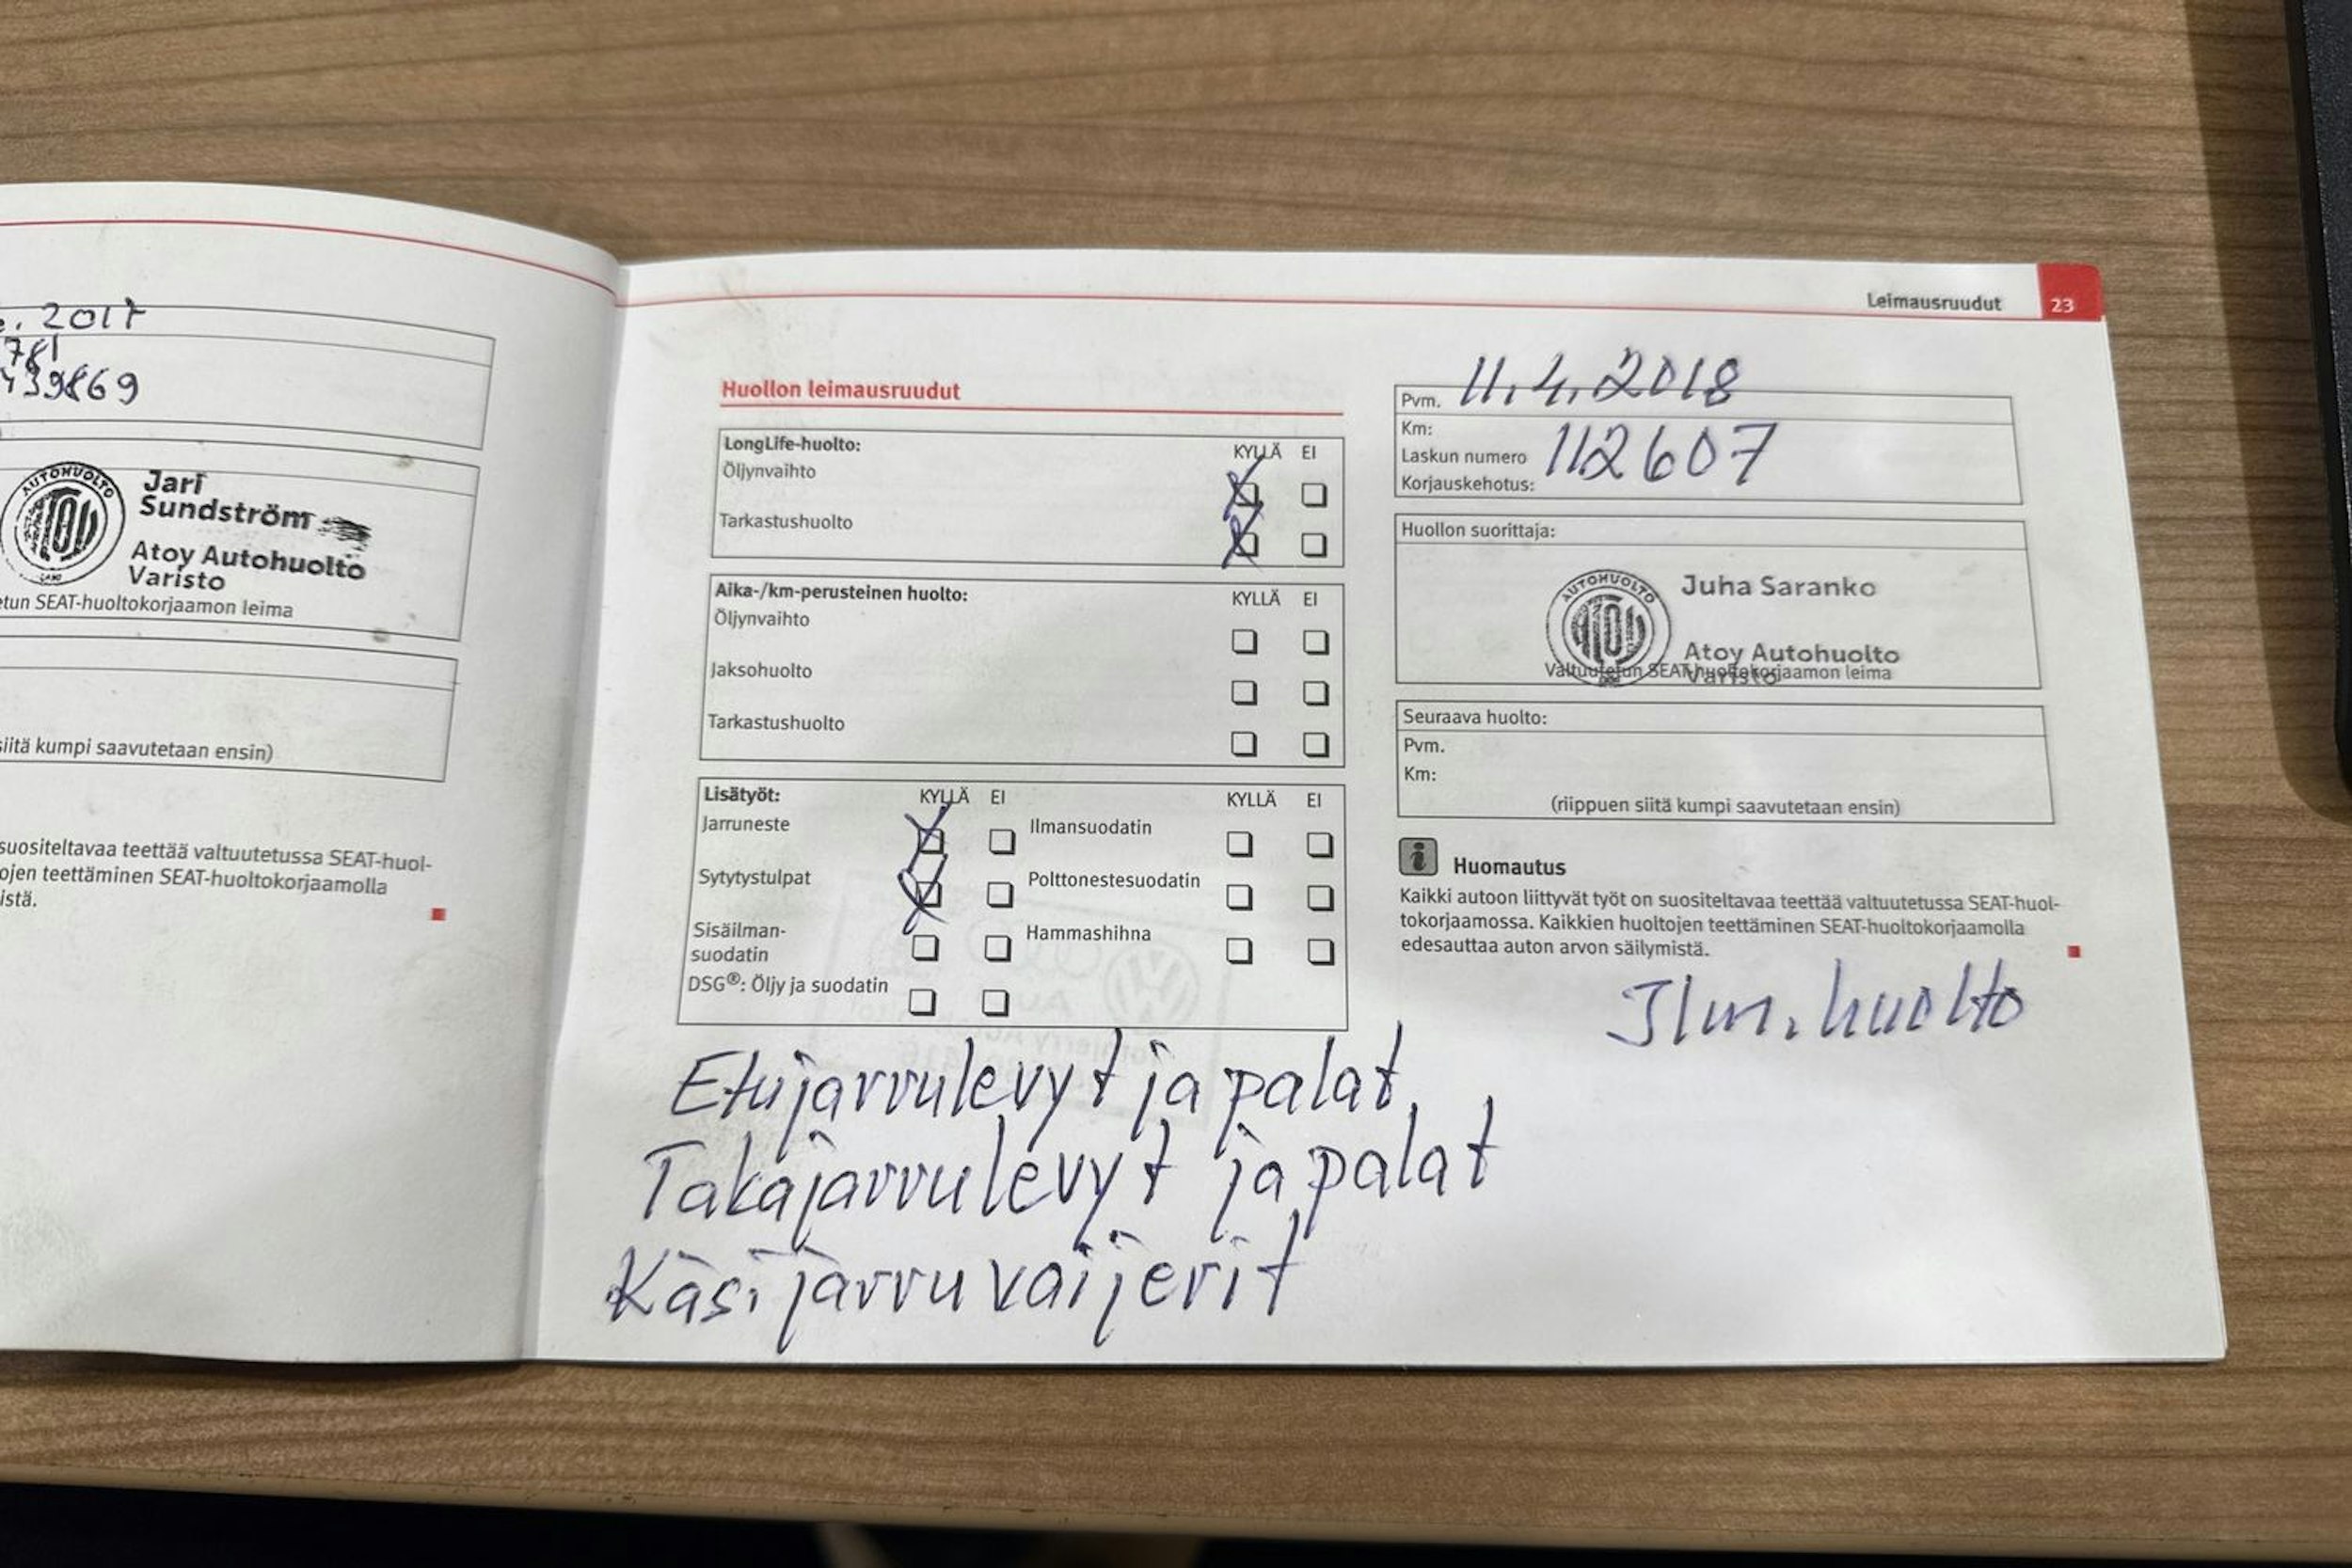 . 2017
781
439869
AUTOHUOLTO
Jari
Sundström
Atoy Autohuolto
Varisto
etun SEAT-huoltokorjaamon leima
siitä kumpi saavutetaan ensin)
suositeltavaa teettää valtuutetussa SEAT-huol-
ojen teettäminen SEAT-huoltokorjaamolla
istä.
Leimausruudut 23
Huollon leimausruudut
LongLife-huolto: KYLLÄ EI
Öljynvaihto
Tarkastushuolto
Aika-/km-perusteinen huolto: KYLLÄ EI
Öljynvaihto
Jaksohuolto
Tarkastushuolto
Lisätyöt: KYLLÄ EI KYLLÄ EI
Jarruneste Ilmansuodatin
Sytytystulpat Polttonestesuodatin
Sisäilman- Hammashihna
suodatin
DSG®: Öljy ja suodatin
Etujarrulevyt ja palat
Takajarrulevyt ja palat
Käsijarruvaijerit
Pvm. 11.4.2018
Km: 112607
Laskun numero
Korjauskehotus:
Huollon suorittaja:
AUTOHUOLTO
Juha Saranko
Atoy Autohuolto
Varisto
Valtuutetun SEAT-huoltokorjaamon leima
Seuraava huolto:
Pvm.
Km:
(riippuen siitä kumpi saavutetaan ensin)
i Huomautus
Kaikki autoon liittyvät työt on suositeltavaa teettää valtuutetussa SEAT-huol-
tokorjaamossa. Kaikkien huoltojen teettäminen SEAT-huoltokorjaamolla
edesauttaa auton arvon säilymistä.
Ilm. huolto